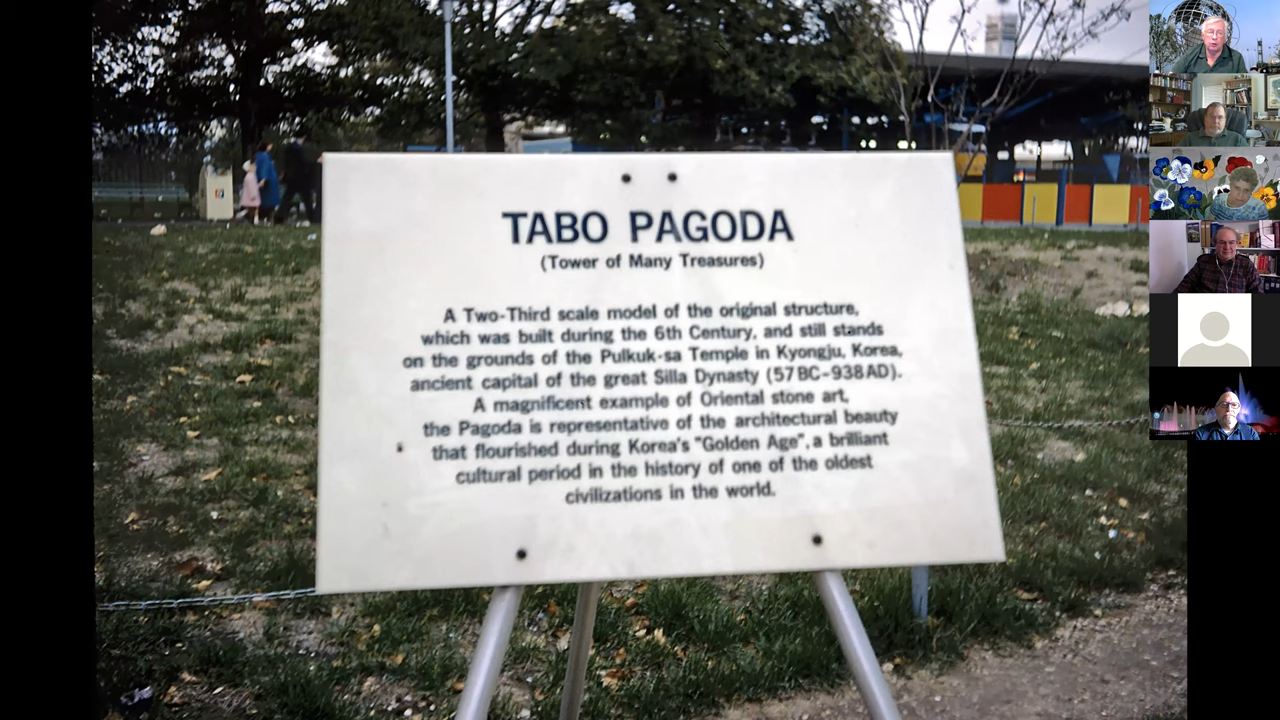 TABO PAGODA
(Tower of Many Treasures)
A Two-Third scale model of the original structure,
which was built during the 6th Century, and still stands
on the grounds of the Pulkuk-sa Temple in Kyongju, Korea,
ancient capital of the great Silla Dynasty (57 BC-938 AD).
A magnificent example of Oriental stone art,
the Pagoda is representative of the architectural beauty
that flourished during Korea's "Golden Age", a brilliant
cultural period in the history of one of the oldest
civilizations in the world.